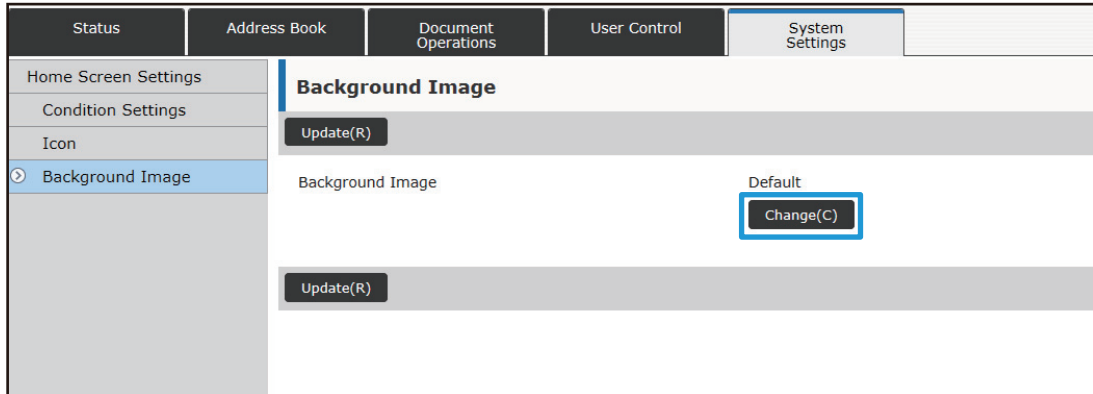 Status
Address Book
Document
Operations
User Control
System
Settings
Home Screen Settings
Condition Settings
Icon
Background Image
Background Image
Update(R)
Background Image
Default
Change(C)
Update(R)